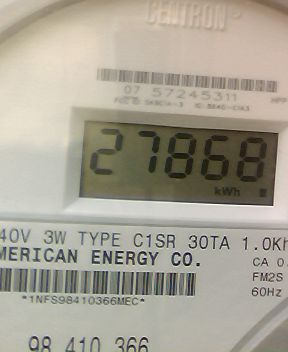 CENTRON®
07 57245311
27868
kWh
40V 3W TYPE C1SR 30TA 1.0Kh
MERICAN ENERGY CO.
CA 0.
FM2S
60Hz
*1NFS98410366MEC*
98 410 366